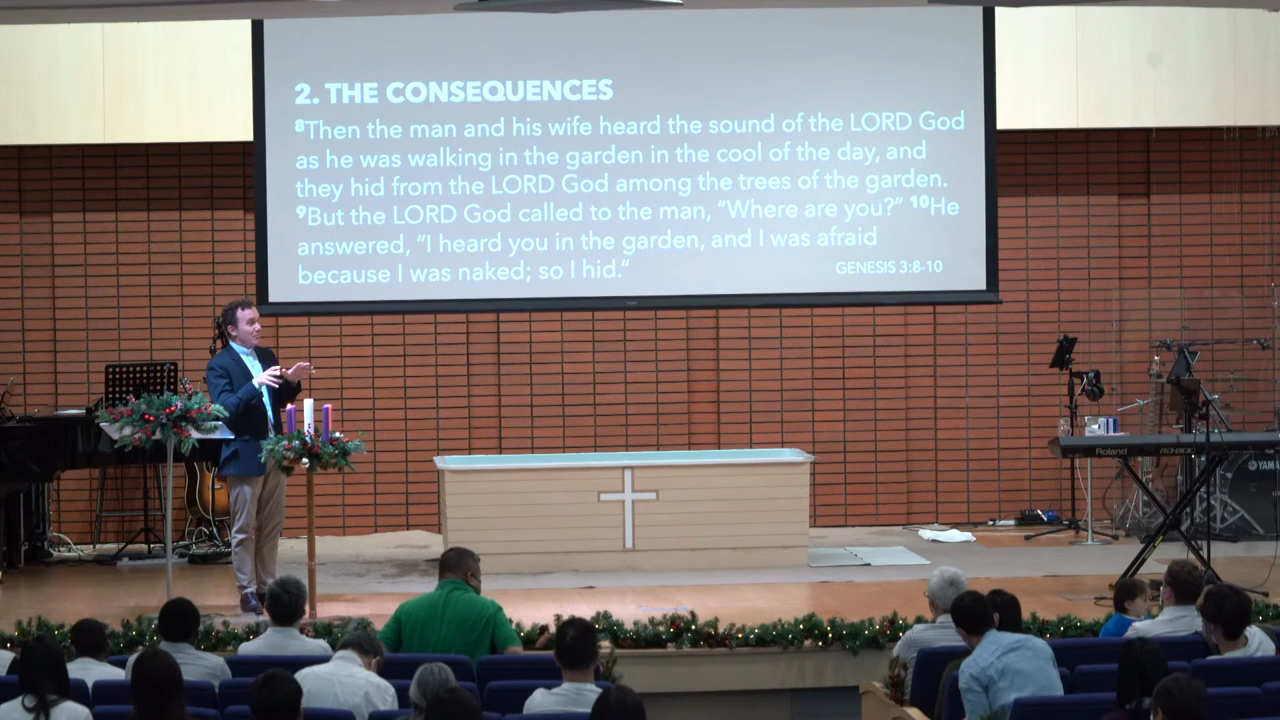 2. THE CONSEQUENCES
⁸Then the man and his wife heard the sound of the LORD God
as he was walking in the garden in the cool of the day, and
they hid from the LORD God among the trees of the garden.
⁹But the LORD God called to the man, “Where are you?” ¹⁰He
answered, “I heard you in the garden, and I was afraid
because I was naked; so I hid.“
GENESIS 3:8-10
Roland
RD-800
YAMA